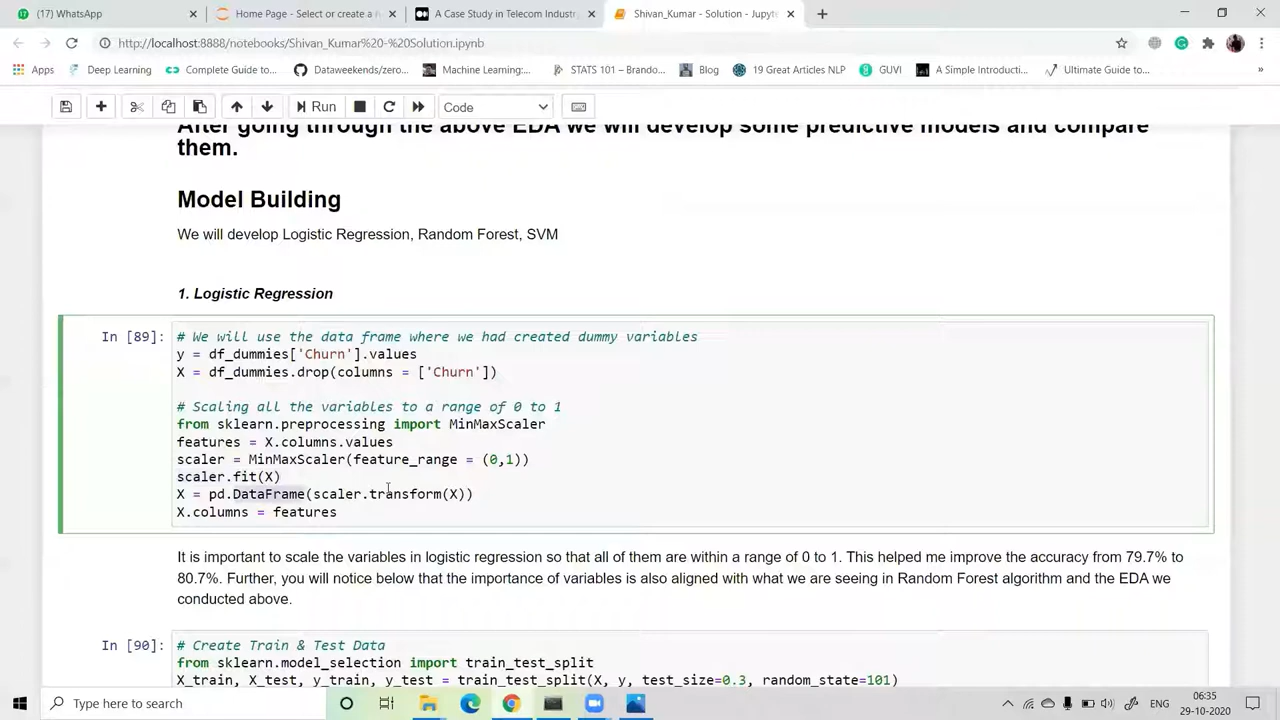 (17) WhatsApp
Home Page - Select or create a
A Case Study in Telecom Industry
Shivan_Kumar - Solution - Jupyte
http://localhost:8888/notebooks/Shivan_Kumar%20-%20Solution.ipynb
Apps
Deep Learning
Complete Guide to...
Dataweekends/zero...
Machine Learning:...
STATS 101 – Brando...
Blog
19 Great Articles NLP
GUVI
A Simple Introducti...
Ultimate Guide to...
»
Run
Code
After going through the above EDA we will develop some predictive models and compare
them.
Model Building
We will develop Logistic Regression, Random Forest, SVM
1. Logistic Regression
In [89]:
# We will use the data frame where we had created dummy variables
y = df_dummies['Churn'].values
X = df_dummies.drop(columns = ['Churn'])
# Scaling all the variables to a range of 0 to 1
from sklearn.preprocessing import MinMaxScaler
features = X.columns.values
scaler = MinMaxScaler(feature_range = (0,1))
scaler.fit(X)
X = pd.DataFrame(scaler.transform(X))
X.columns = features
It is important to scale the variables in logistic regression so that all of them are within a range of 0 to 1. This helped me improve the accuracy from 79.7% to
80.7%. Further, you will notice below that the importance of variables is also aligned with what we are seeing in Random Forest algorithm and the EDA we
conducted above.
In [90]:
# Create Train & Test Data
from sklearn.model_selection import train_test_split
X_train, X_test, y_train, y_test = train_test_split(X, y, test_size=0.3, random_state=101)
Type here to search
ENG
06:35
29-10-2020